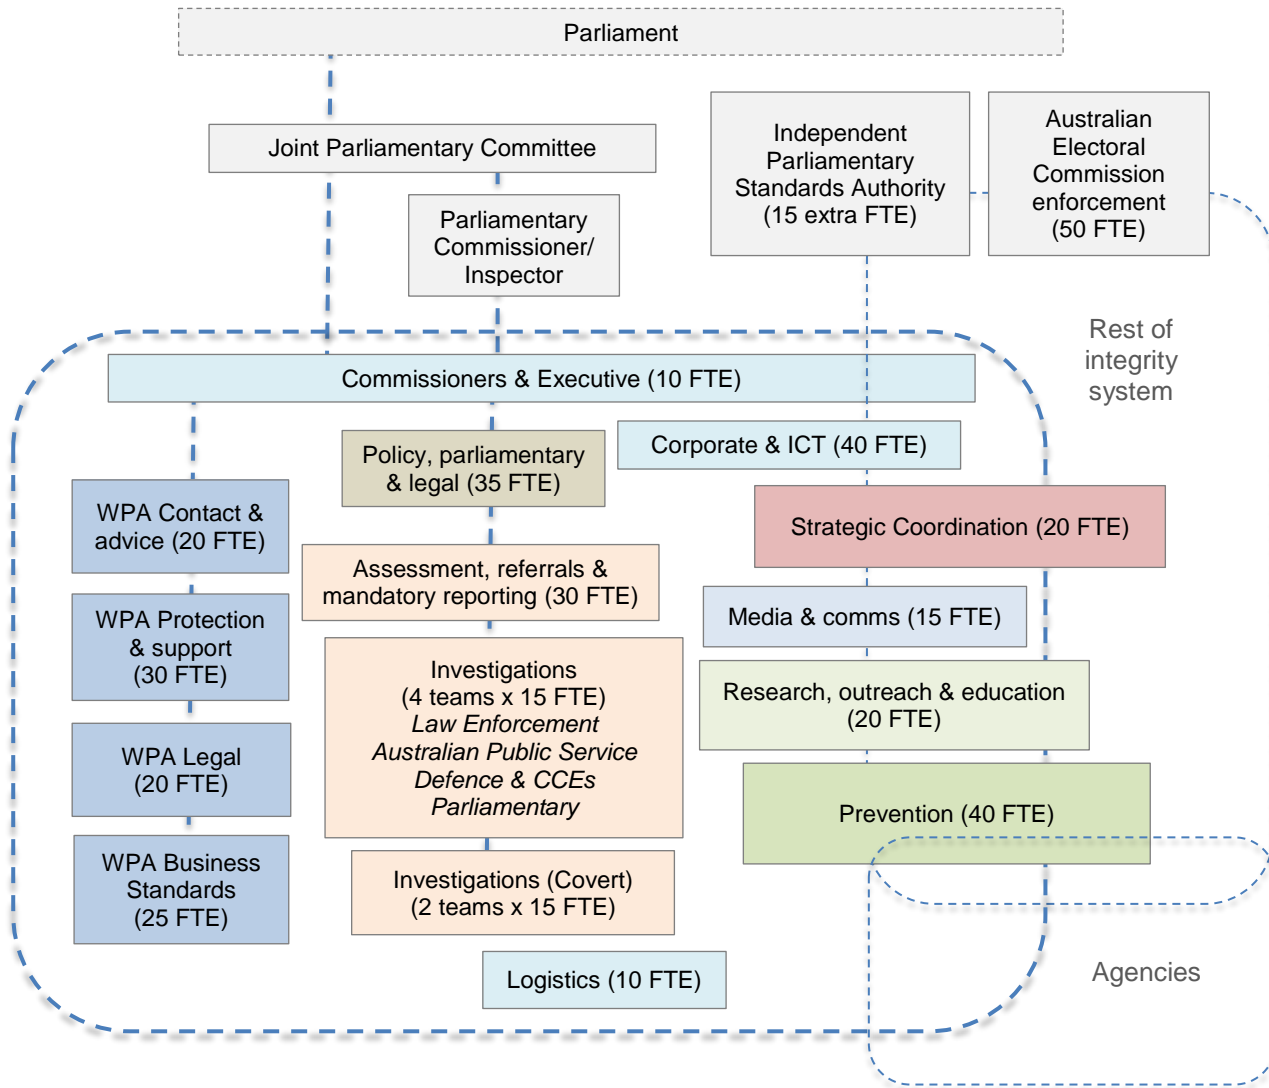 Parliament
Joint Parliamentary Committee
Independent
Parliamentary
Standards Authority
(15 extra FTE)
Australian
Electoral
Commission
enforcement
(50 FTE)
Parliamentary
Commissioner/
Inspector
Rest of
integrity
system
Commissioners & Executive (10 FTE)
Policy, parliamentary
& legal (35 FTE)
Corporate & ICT (40 FTE)
WPA Contact &
advice (20 FTE)
Strategic Coordination (20 FTE)
Assessment, referrals &
mandatory reporting (30 FTE)
WPA Protection
& support
(30 FTE)
Media & comms (15 FTE)
Investigations
(4 teams x 15 FTE)
Law Enforcement
Australian Public Service
Defence & CCEs
Parliamentary
Research, outreach & education
(20 FTE)
WPA Legal
(20 FTE)
Prevention (40 FTE)
WPA Business
Standards
(25 FTE)
Investigations (Covert)
(2 teams x 15 FTE)
Logistics (10 FTE)
Agencies